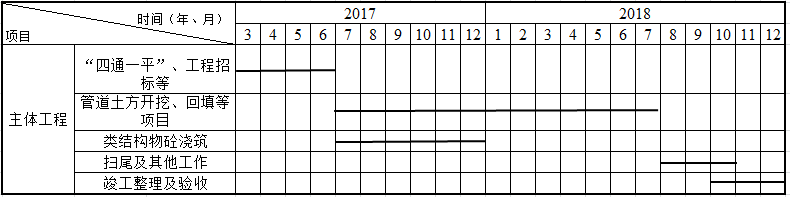 时间（年、月）
项目
2017
2018
3 4 5 6 7 8 9 10 11 12 1 2 3 4 5 6 7 8 9 10 11 12
主体工程
“四通一平”、工程招
标等
管道土方开挖、回填等
项目
类结构物砼浇筑
扫尾及其他工作
竣工整理及验收